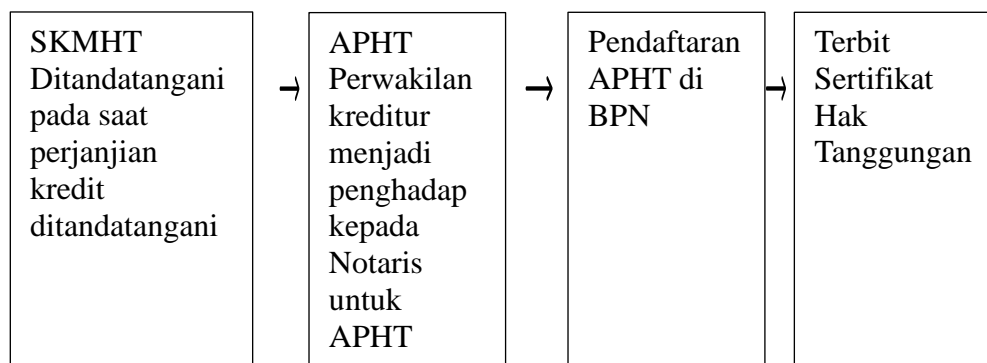 SKMHT
Ditandatangani
pada saat
perjanjian
kredit
ditandatangani
APHT
Perwakilan
kreditur
menjadi
penghadap
kepada
Notaris
untuk
APHT
Pendaftaran
APHT di
BPN
Terbit
Sertifikat
Hak
Tanggungan